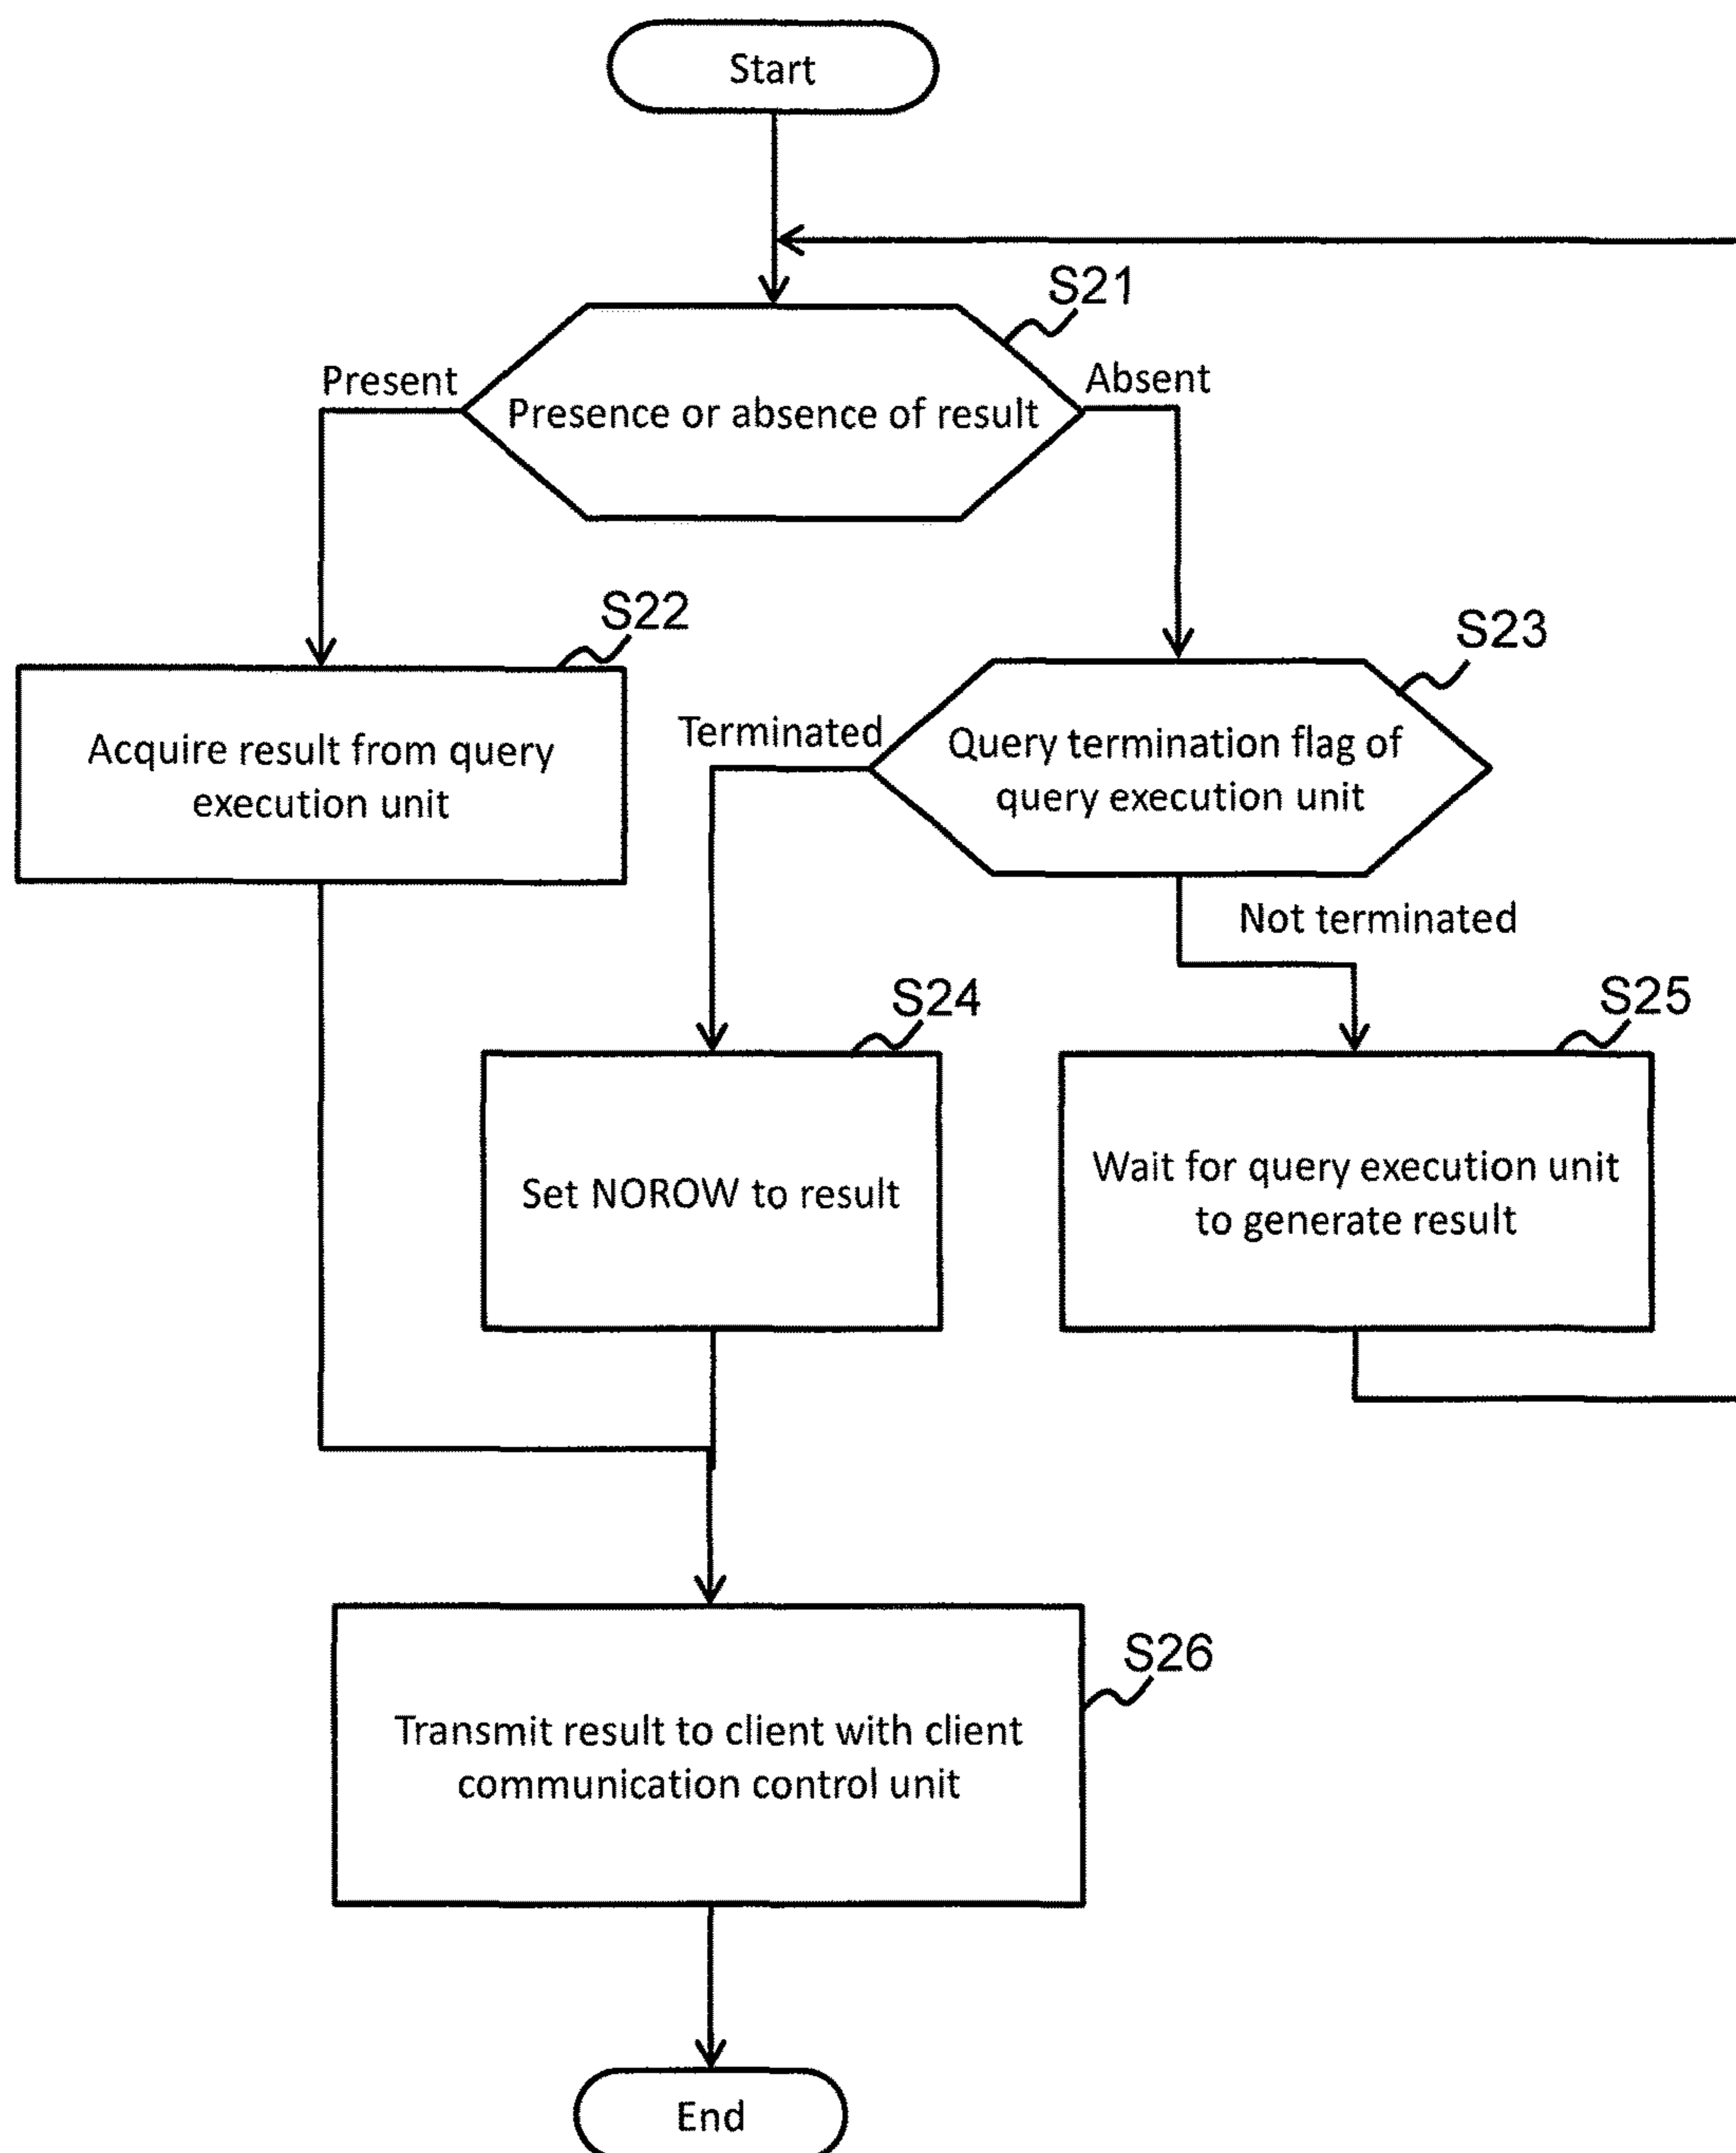 Start
S21
Present
Absent
Presence or absence of result
S22
S23
Acquire result from query
execution unit
Terminated
Query termination flag of
query execution unit
Not terminated
S24
S25
Set NOROW to result
Wait for query execution unit
to generate result
S26
Transmit result to client with client
communication control unit
End